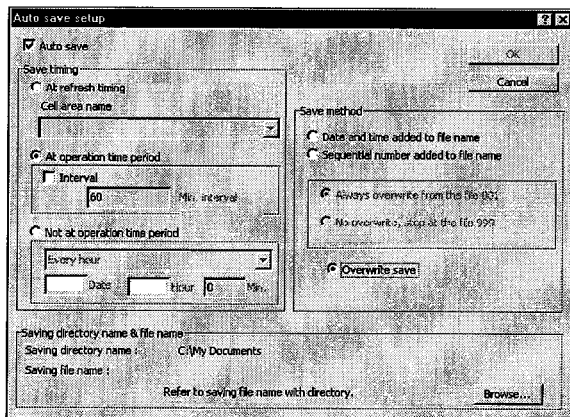 Auto save setup
Auto save
OK
Cancel
Save timing
At refresh timing
Cell area name
At operation time period
Interval
60 Min. interval
Not at operation time period
Every hour
Date Hour 0 Min.
Save method
Date and time added to file name
Sequential number added to file name
Always overwrite from the file 001
No overwrite, stop at the file 999
Overwrite save
Saving directory name & file name
Saving directory name : C:\My Documents
Saving file name :
Refer to saving file name with directory.
Browse...